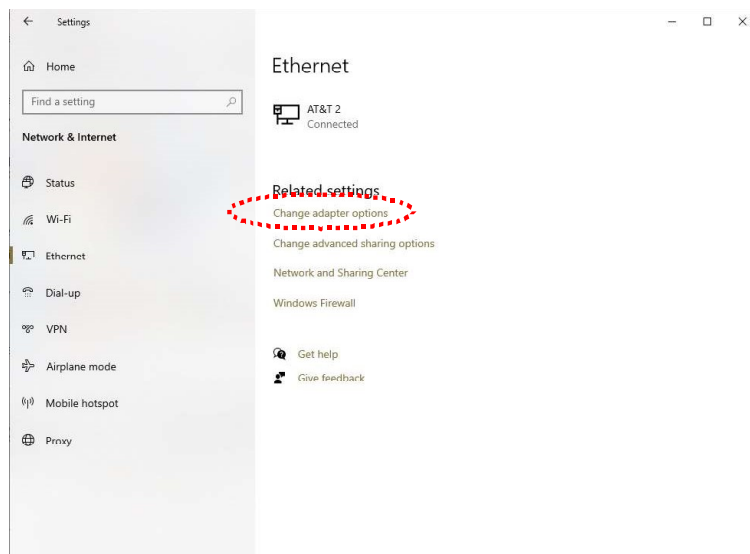 Settings
Home
Find a setting
Network & Internet
Status
Wi-Fi
Ethernet
Dial-up
VPN
Airplane mode
Mobile hotspot
Proxy
Ethernet
AT&T 2
Connected
Related settings
Change adapter options
Change advanced sharing options
Network and Sharing Center
Windows Firewall
Get help
Give feedback